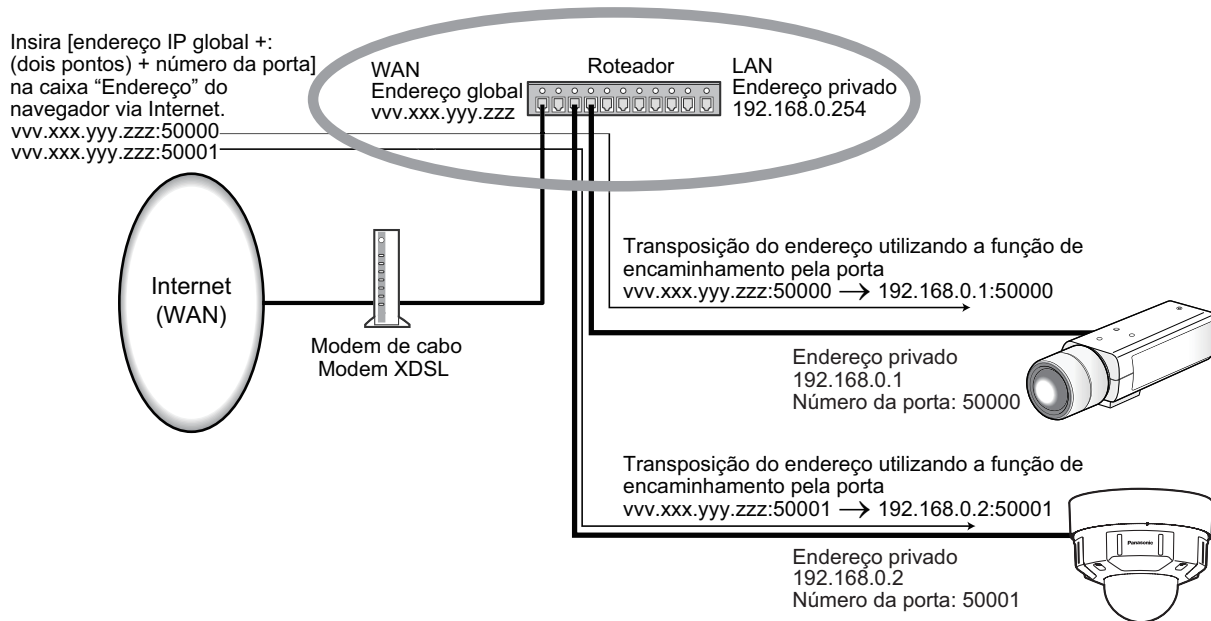 Insira [endereço IP global +:
(dois pontos) + número da porta]
na caixa “Endereço” do
navegador via Internet.
vvv.xxx.yyy.zzz:50000
vvv.xxx.yyy.zzz:50001
WAN
Endereço global
vvv.xxx.yyy.zzz
Roteador
LAN
Endereço privado
192.168.0.254
Internet
(WAN)
Modem de cabo
Modem XDSL
Transposição do endereço utilizando a função de
encaminhamento pela porta
vvv.xxx.yyy.zzz:50000 → 192.168.0.1:50000
Endereço privado
192.168.0.1
Número da porta: 50000
Transposição do endereço utilizando a função de
encaminhamento pela porta
vvv.xxx.yyy.zzz:50001 → 192.168.0.2:50001
Endereço privado
192.168.0.2
Número da porta: 50001
Panasonic